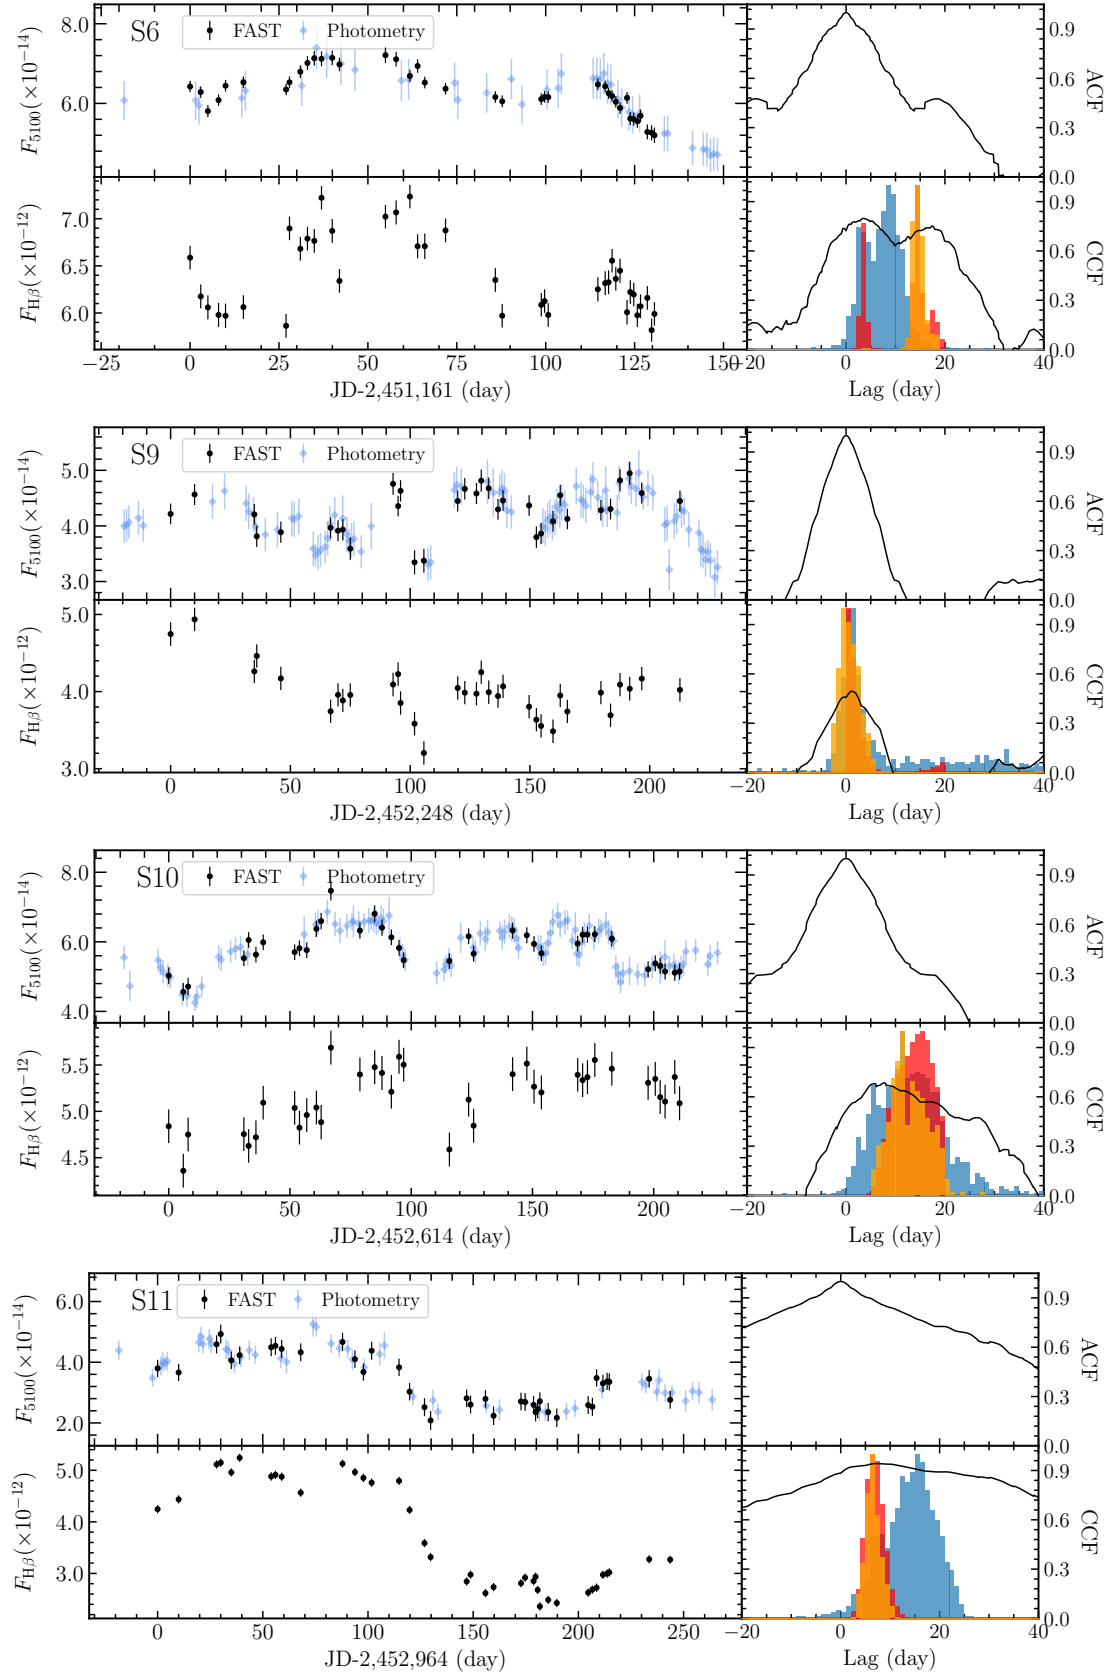 S6
FAST
Photometry
8.0
6.0
F5100(×10−14)
7.0
6.5
6.0
FHβ(×10−12)
−25 0 25 50 75 100 125 150
JD-2,451,161 (day)
0.9
0.6
0.3
0.0
ACF
0.9
0.6
0.3
0.0
CCF
−20 0 20 40
Lag (day)
S9
FAST
Photometry
5.0
4.0
3.0
F5100(×10−14)
5.0
4.0
3.0
FHβ(×10−12)
0 50 100 150 200
JD-2,452,248 (day)
0.9
0.6
0.3
0.0
ACF
0.9
0.6
0.3
0.0
CCF
−20 0 20 40
Lag (day)
S10
FAST
Photometry
8.0
6.0
4.0
F5100(×10−14)
5.5
5.0
4.5
FHβ(×10−12)
0 50 100 150 200
JD-2,452,614 (day)
0.9
0.6
0.3
0.0
ACF
0.9
0.6
0.3
0.0
CCF
−20 0 20 40
Lag (day)
S11
FAST
Photometry
6.0
4.0
2.0
F5100(×10−14)
5.0
4.0
3.0
FHβ(×10−12)
0 50 100 150 200 250
JD-2,452,964 (day)
0.9
0.6
0.3
0.0
ACF
0.9
0.6
0.3
0.0
CCF
−20 0 20 40
Lag (day)